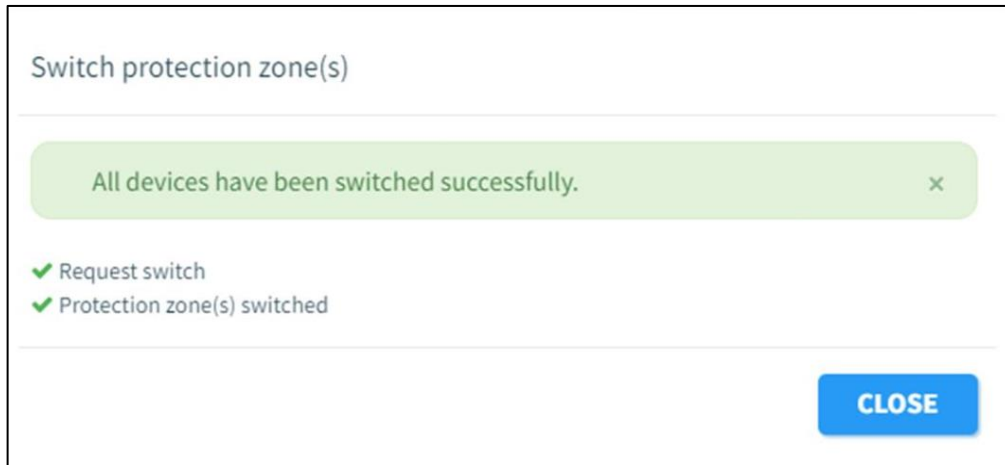 Switch protection zone(s)
All devices have been switched successfully. ×
✔ Request switch
✔ Protection zone(s) switched
CLOSE